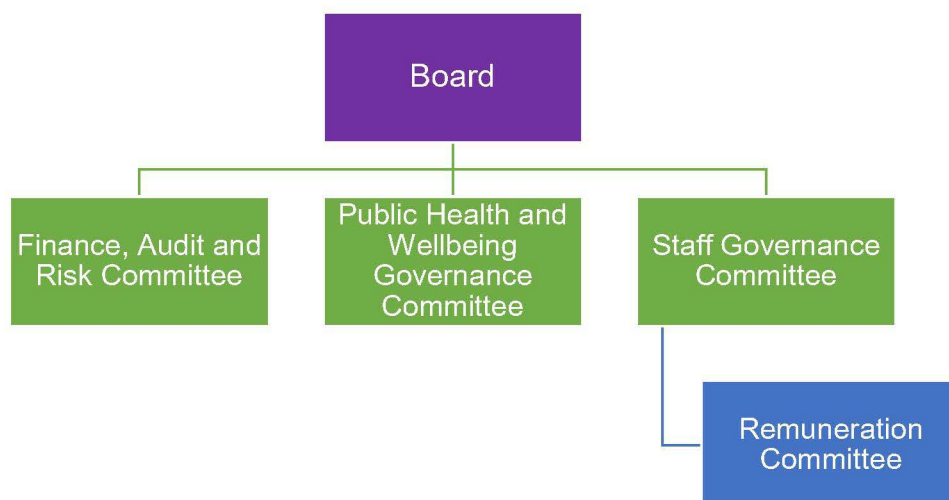 Board
Finance, Audit and
Risk Committee
Public Health and
Wellbeing
Governance
Committee
Staff Governance
Committee
Remuneration
Committee